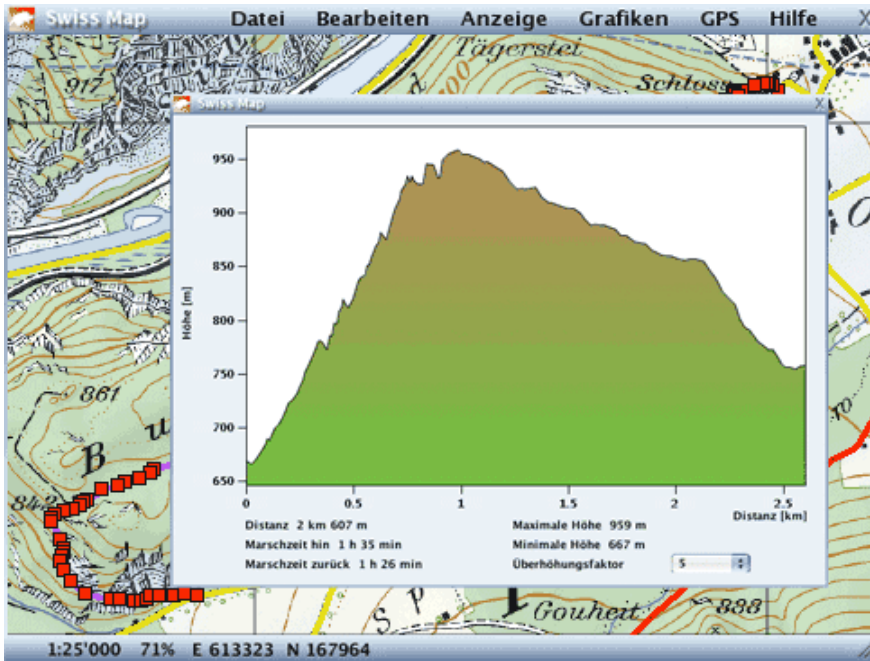 Swiss Map Datei Bearbeiten Anzeige Grafiken GPS Hilfe X
Tägerstei
917
Schloss
Swiss Map X
950
900
850
800
750
700
650
Höhe [m]
0 0.5 1 1.5 2 2.5
Distanz [km]
Distanz 2 km 607 m
Marschzeit hin 1 h 35 min
Marschzeit zurück 1 h 26 min
Maximale Höhe 959 m
Minimale Höhe 667 m
Überhöhungsfaktor 5
861
B u
842
S p
Gouheit
888
1:25'000 71% E 613323 N 167964